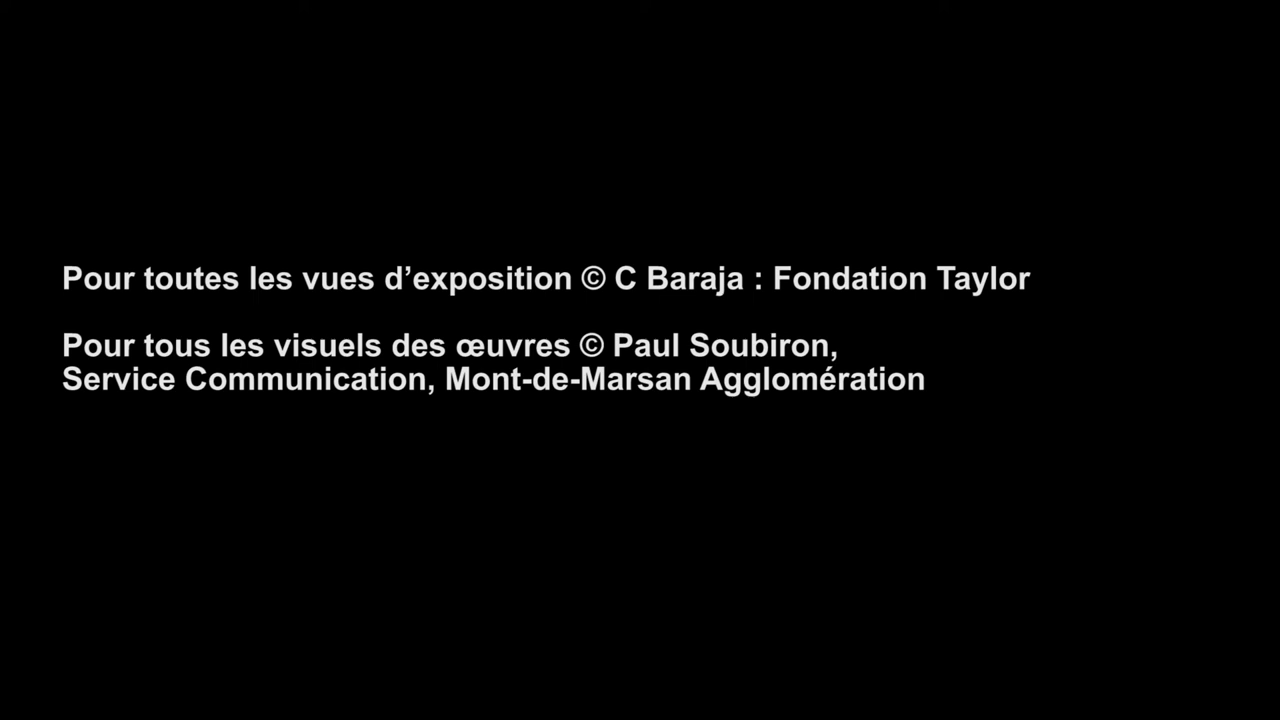 Pour toutes les vues d’exposition © C Baraja : Fondation Taylor
Pour tous les visuels des œuvres © Paul Soubiron,
Service Communication, Mont-de-Marsan Agglomération